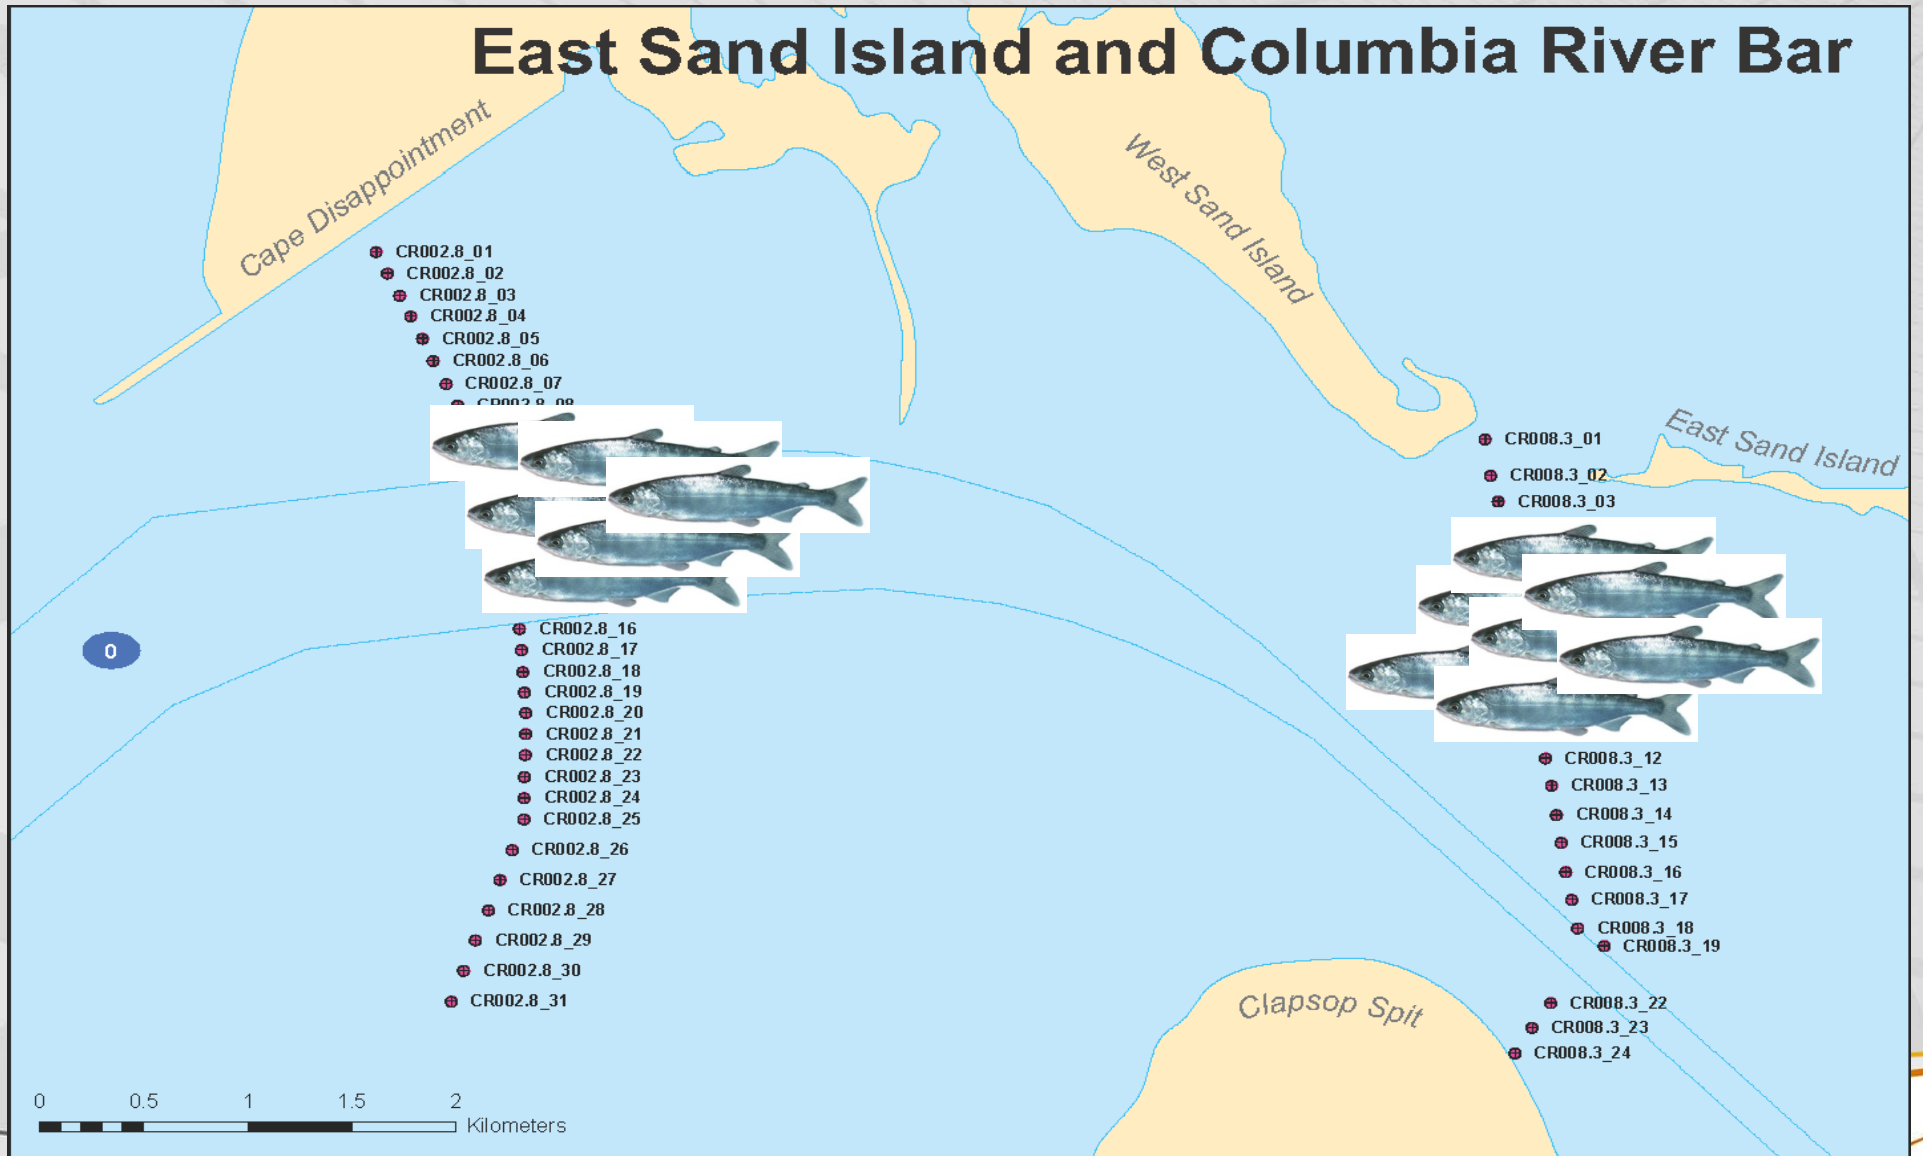 East Sand Island and Columbia River Bar
Cape Disappointment
West Sand Island
East Sand Island
CR002.8_01
CR002.8_02
CR002.8_03
CR002.8_04
CR002.8_05
CR002.8_06
CR002.8_07
CR002.8_08
CR002.8_16
CR002.8_17
CR002.8_18
CR002.8_19
CR002.8_20
CR002.8_21
CR002.8_22
CR002.8_23
CR002.8_24
CR002.8_25
CR002.8_26
CR002.8_27
CR002.8_28
CR002.8_29
CR002.8_30
CR002.8_31
0
CR008.3_01
CR008.3_02
CR008.3_03
CR008.3_12
CR008.3_13
CR008.3_14
CR008.3_15
CR008.3_16
CR008.3_17
CR008.3_18
CR008.3_19
CR008.3_22
CR008.3_23
CR008.3_24
Clapsop Spit
0 0.5 1 1.5 2
Kilometers